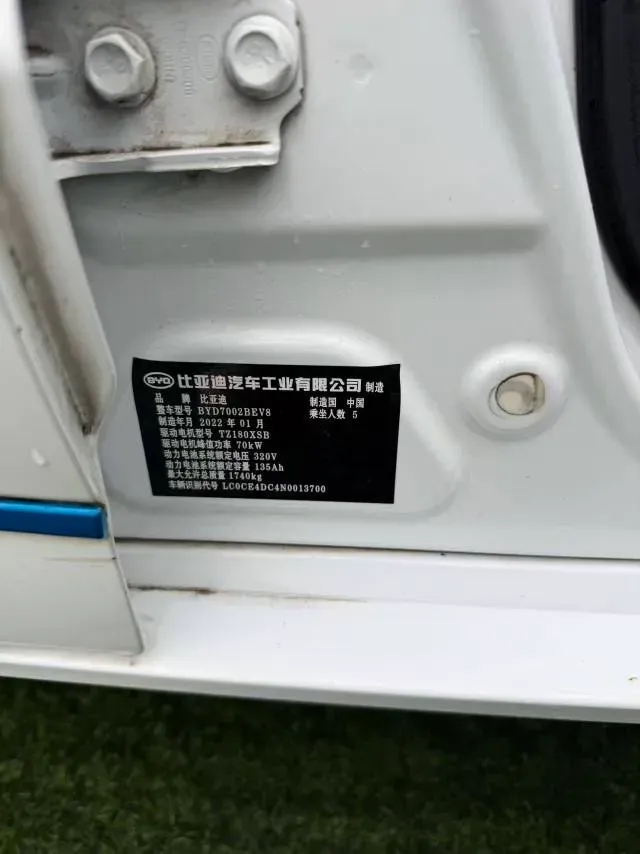 BYD 比亚迪汽车工业有限公司 制造
品 牌 比亚迪 制造国 中国
整车型号 BYD7002BEV8 乘坐人数 5
制造年月 2022 年 01 月
驱动电机型号 TZ180XSB
驱动电机峰值功率 70kW
动力电池系统额定电压 320V
动力电池系统额定容量 135Ah
最大允许总质量 1740kg
车辆识别代号 LC0CE4DC4N0013700